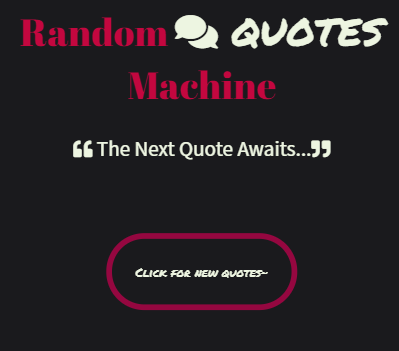 Random QUOTES
Machine
“ The Next Quote Awaits...”
Click for new quotes~